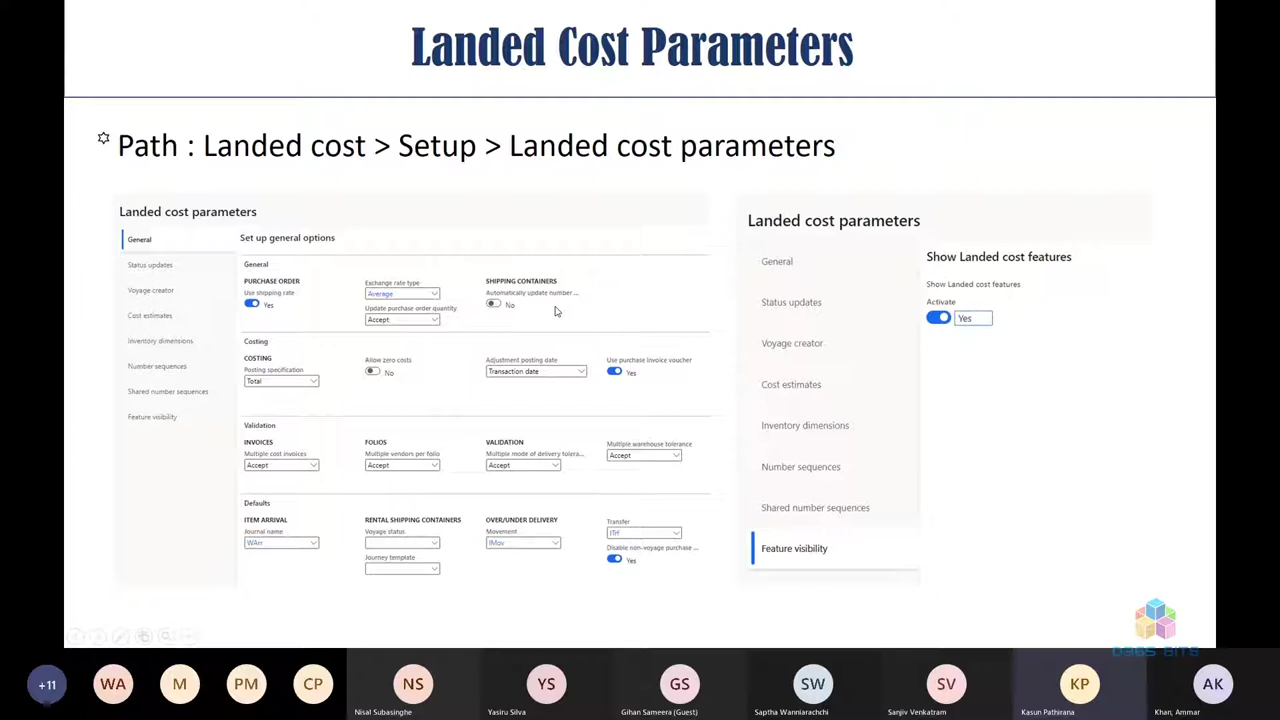 Landed Cost Parameters
Path : Landed cost > Setup > Landed cost parameters
Landed cost parameters
General
Status updates
Voyage creator
Cost estimates
Inventory dimensions
Number sequences
Shared number sequences
Feature visibility
Set up general options
General
PURCHASE ORDER
Use shipping rate
Yes
Exchange rate type
Average
Update purchase order quantity
Accept
SHIPPING CONTAINERS
Automatically update number ...
No
Costing
COSTING
Posting specification
Total
Allow zero costs
No
Adjustment posting date
Transaction date
Use purchase invoice voucher
Yes
Validation
INVOICES
Multiple cost invoices
Accept
FOLIOS
Multiple vendors per folio
Accept
VALIDATION
Multiple mode of delivery tolera...
Accept
Multiple warehouse tolerance
Accept
Defaults
ITEM ARRIVAL
Journal name
WArr
RENTAL SHIPPING CONTAINERS
Voyage status
Journey template
OVER/UNDER DELIVERY
Movement
IMov
Transfer
ITrf
Disable non-voyage purchase ...
Yes
Landed cost parameters
General
Status updates
Voyage creator
Cost estimates
Inventory dimensions
Number sequences
Shared number sequences
Feature visibility
Show Landed cost features
Show Landed cost features
Activate
Yes
D365 BITS
+11
WA
M
PM
CP
NS
Nisal Subasinghe
YS
Yasiru Silva
GS
Gihan Sameera (Guest)
SW
Saptha Wanniarachchi
SV
Sanjiv Venkatram
KP
Kasun Pathirana
AK
Khan, Ammar